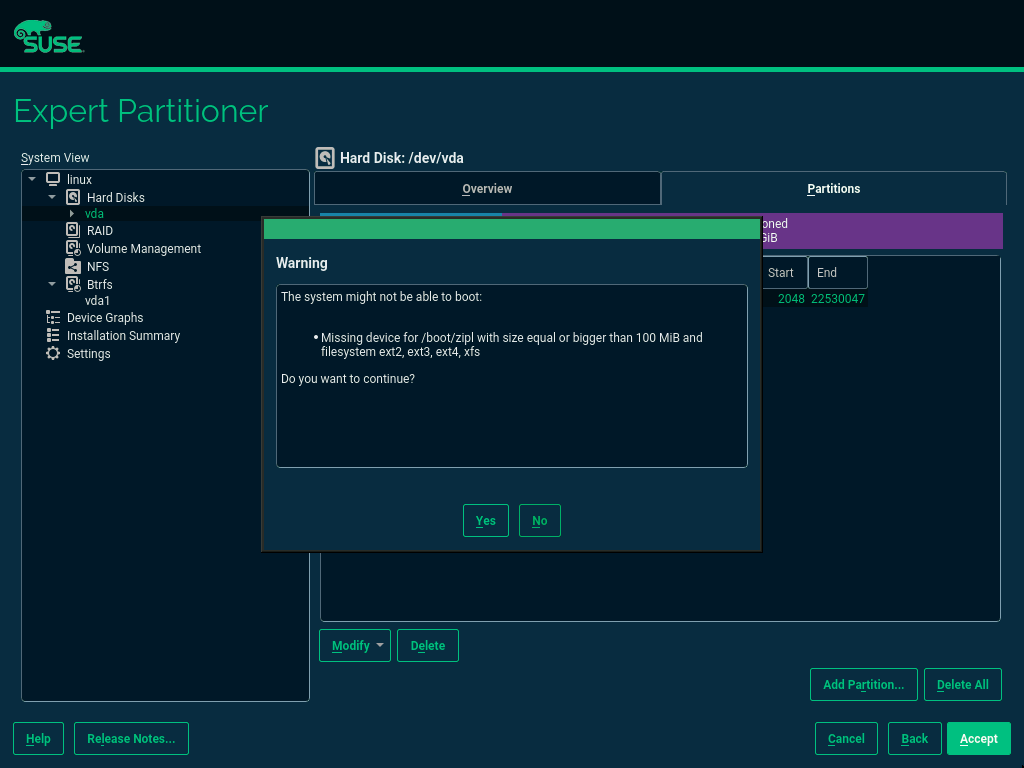 SUSE
Expert Partitioner
System View
linux
Hard Disks
vda
RAID
Volume Management
NFS
Btrfs
vda1
Device Graphs
Installation Summary
Settings
Hard Disk: /dev/vda
Overview
Partitions
Start
End
2048
22530047
Warning
The system might not be able to boot:
• Missing device for /boot/zipl with size equal or bigger than 100 MiB and
filesystem ext2, ext3, ext4, xfs
Do you want to continue?
Yes
No
Modify
Delete
Add Partition...
Delete All
Help
Release Notes...
Cancel
Back
Accept